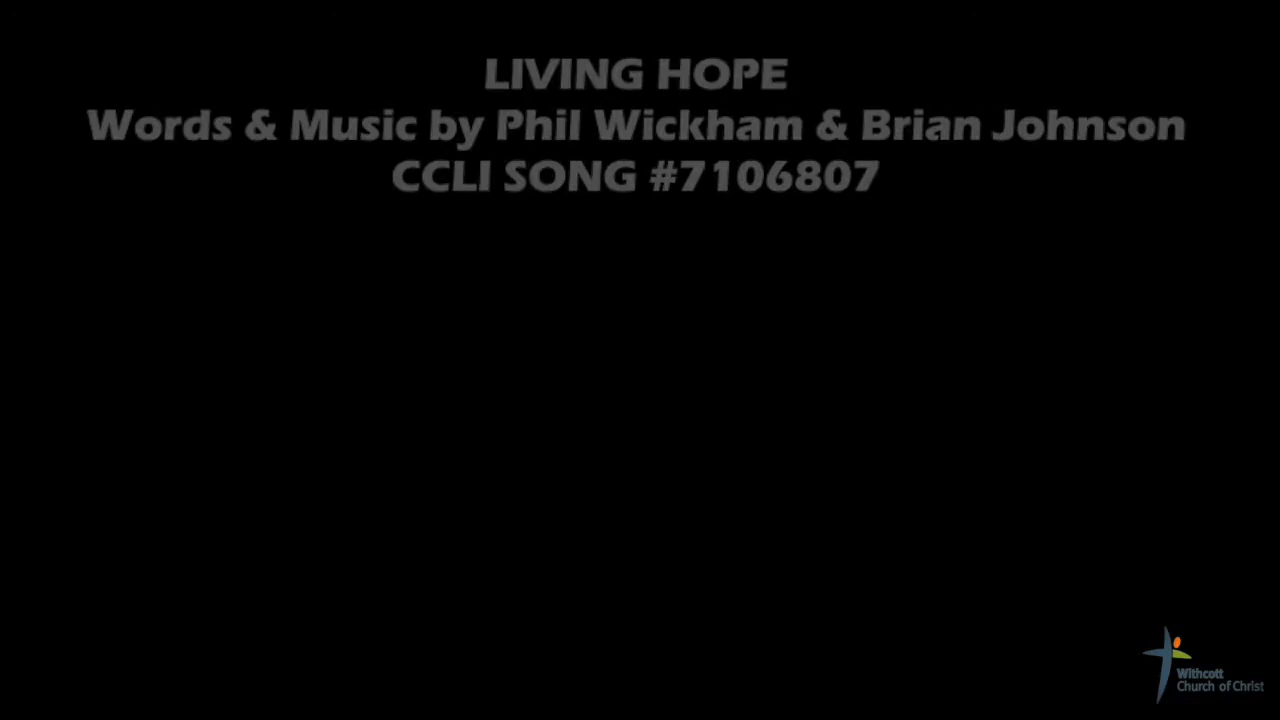 LIVING HOPE
Words & Music by Phil Wickham & Brian Johnson
CCLI SONG #7106807
Withcott
Church of Christ